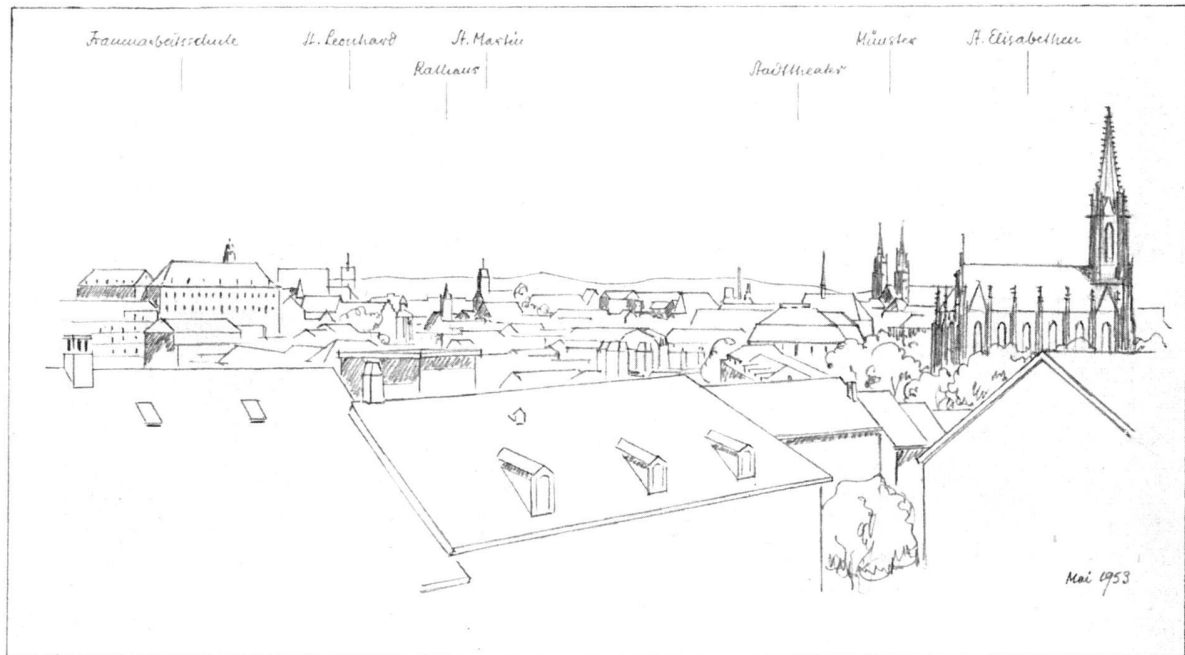 Frauenarbeitsschule St. Leonhard St. Martin Münster St. Elisabethen
Rathaus Stadttheater
Mai 1953